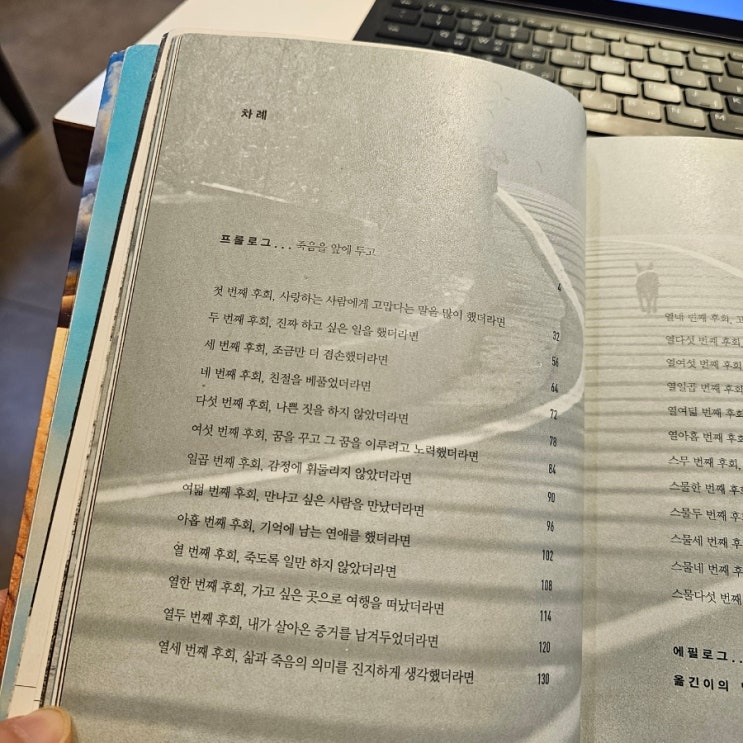 차례
프롤로그... 죽음을 앞에 두고 4
첫 번째 후회, 사랑하는 사람에게 고맙다는 말을 많이 했더라면 32
두 번째 후회, 진짜 하고 싶은 일을 했더라면 56
세 번째 후회, 조금만 더 겸손했더라면 64
네 번째 후회, 친절을 베풀었더라면 72
다섯 번째 후회, 나쁜 짓을 하지 않았더라면 78
여섯 번째 후회, 꿈을 꾸고 그 꿈을 이루려고 노력했더라면 84
일곱 번째 후회, 감정에 휘둘리지 않았더라면 90
여덟 번째 후회, 만나고 싶은 사람을 만났더라면 96
아홉 번째 후회, 기억에 남는 연애를 했더라면 102
열 번째 후회, 죽도록 일만 하지 않았더라면 108
열한 번째 후회, 가고 싶은 곳으로 여행을 떠났더라면 114
열두 번째 후회, 내가 살아온 증거를 남겨두었더라면 120
열세 번째 후회, 삶과 죽음의 의미를 진지하게 생각했더라면 130
열네 번째 후회,
열다섯 번째 후회
열여섯 번째 후회
열일곱 번째 후회
열여덟 번째 후회
열아홉 번째 후회
스무 번째 후회,
스물한 번째 후회
스물두 번째 후회
스물세 번째 후회
스물네 번째 후회
스물다섯 번째
에필로그...
옮긴이의